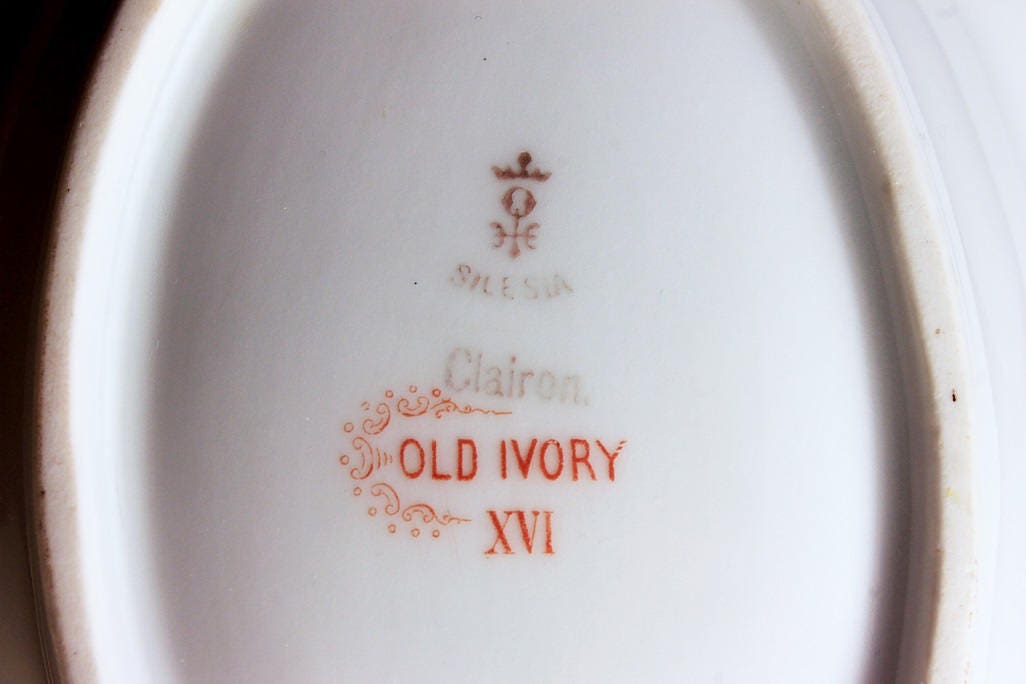 SILESIA
Clairon.
OLD IVORY
XVI